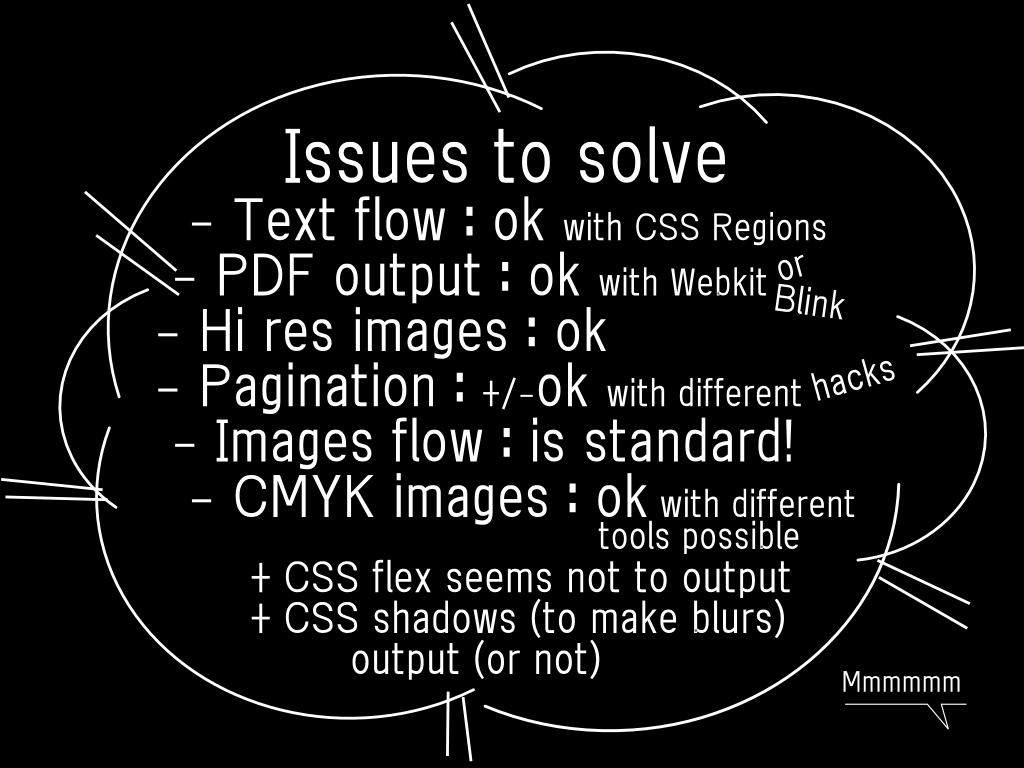 Issues to solve
- Text flow : ok with CSS Regions
- PDF output : ok with Webkit or Blink
- Hi res images : ok
- Pagination : +/-ok with different hacks
- Images flow : is standard!
- CMYK images : ok with different
tools possible
+ CSS flex seems not to output
+ CSS shadows (to make blurs)
output (or not)
Mmmmmm